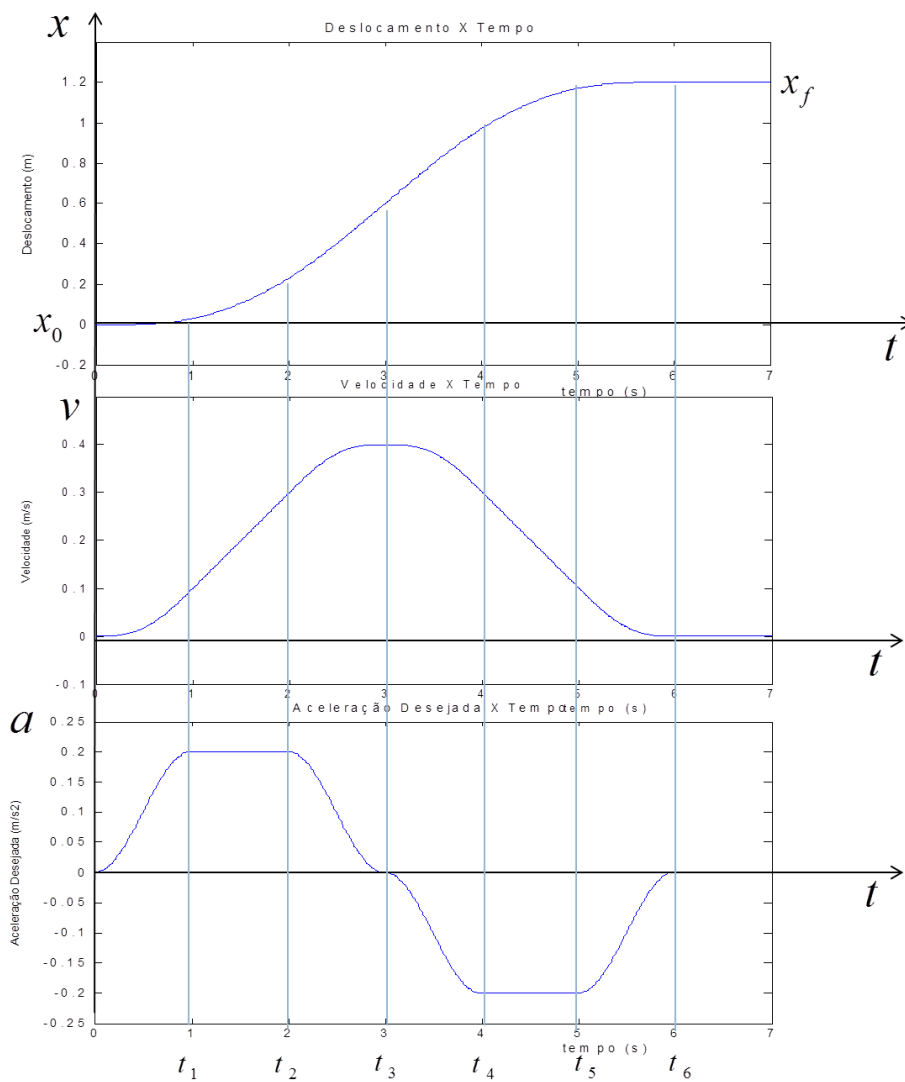 x
Deslocamento X Tempo
1.2
1
0.8
0.6
0.4
0.2
0
-0.2
Deslocamento (m)
x_f
x_0
t
0 1 2 3 4 5 6 7
tempo (s)
Velocidade X Tempo
v
0.4
0.3
0.2
0.1
0
-0.1
Velocidade (m/s)
t
0 1 2 3 4 5 6 7
tempo (s)
Aceleração Desejada X Tempo
a
0.25
0.2
0.15
0.1
0.05
0
-0.05
-0.1
-0.15
-0.2
-0.25
Aceleração Desejada (m/s2)
t
0 1 2 3 4 5 6 7
tempo (s)
t_1 t_2 t_3 t_4 t_5 t_6